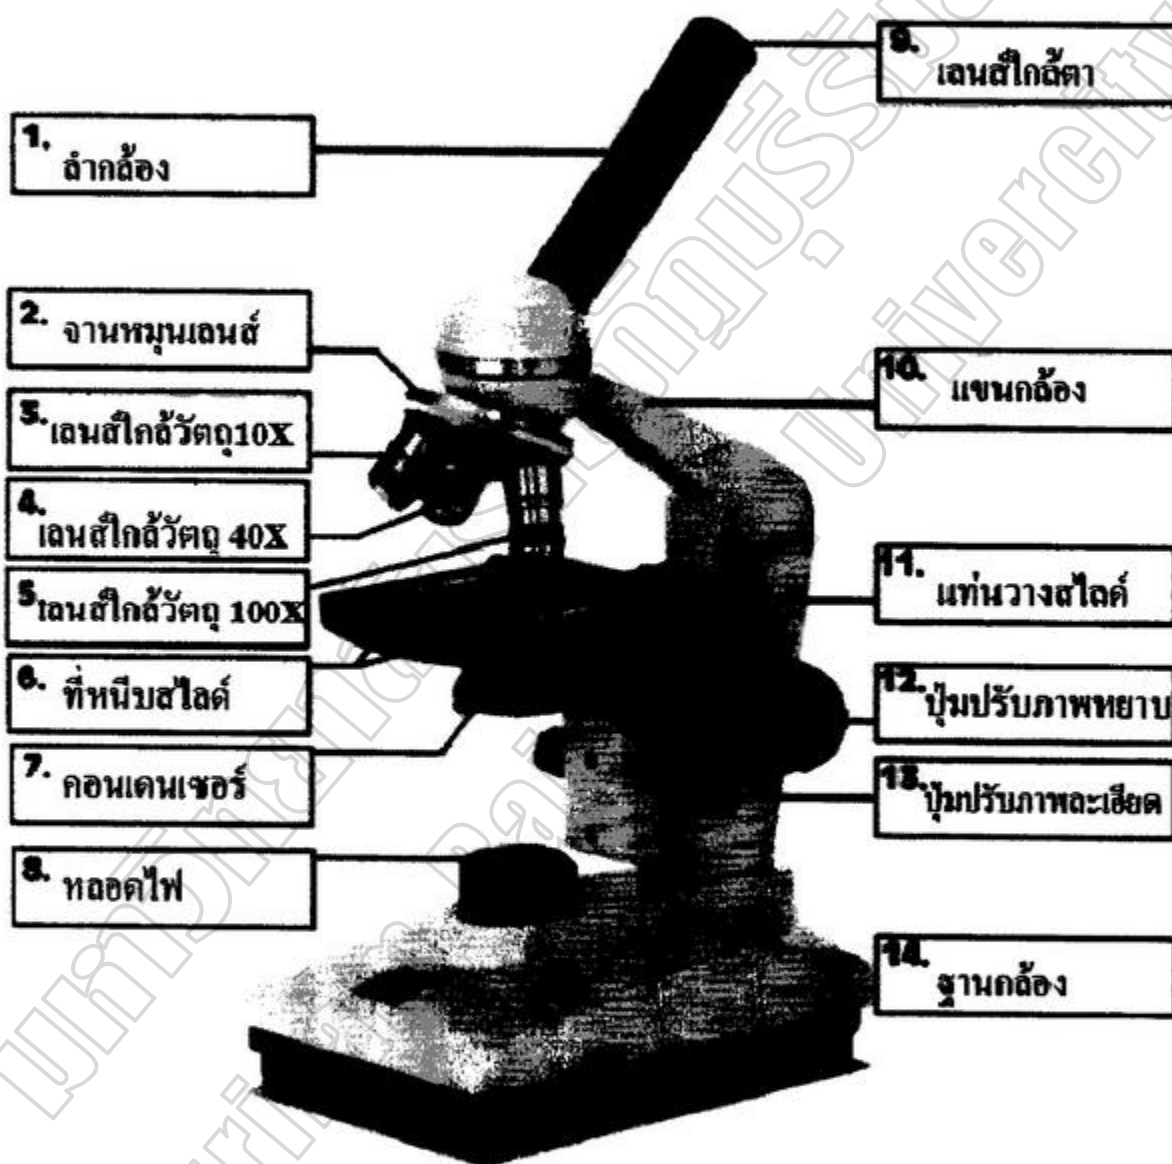 1.
ลำกล้อง
2. จานหมุนเลนส์
3. เลนส์ใกล้วัตถุ10X
4.
เลนส์ใกล้วัตถุ 40X
5. เลนส์ใกล้วัตถุ 100X
6. ที่หนีบสไลด์
7. คอนเดนเซอร์
8. หลอดไฟ
9.
เลนส์ใกล้ตา
10. แขนกล้อง
11. แท่นวางสไลด์
12. ปุ่มปรับภาพหยาบ
13. ปุ่มปรับภาพละเอียด
14. ฐานกล้อง
Univercity